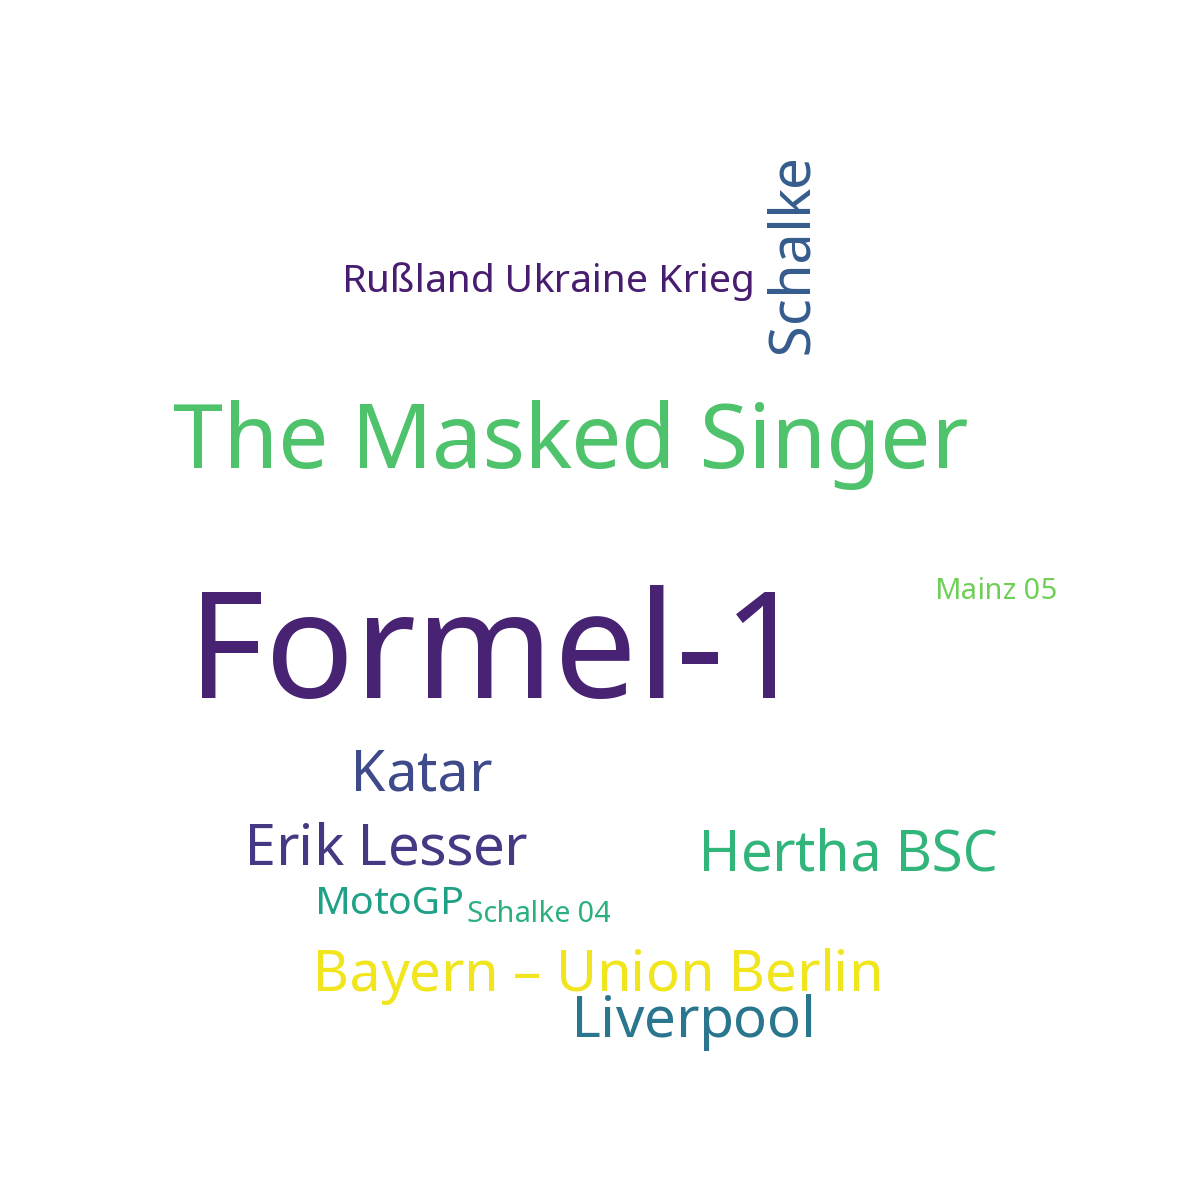 Schalke
Rußland Ukraine Krieg
The Masked Singer
Mainz 05
Formel-1
Katar
Erik Lesser
Hertha BSC
MotoGP
Schalke 04
Bayern – Union Berlin
Liverpool